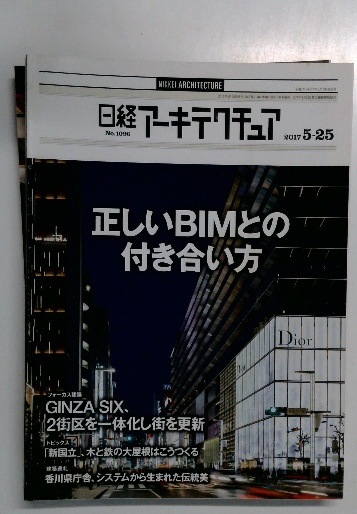 NIKKEI ARCHITECTURE
日経アーキテクチュア
No.1096
2017 5-25
正しいBIMとの
付き合い方
Dior
フォーカス建築
GINZA SIX、
2街区を一体化し街を更新
トピックス
「新国立」、木と鉄の大屋根はこうつくる
建築巡礼
香川県庁舎、システムから生まれた伝統美